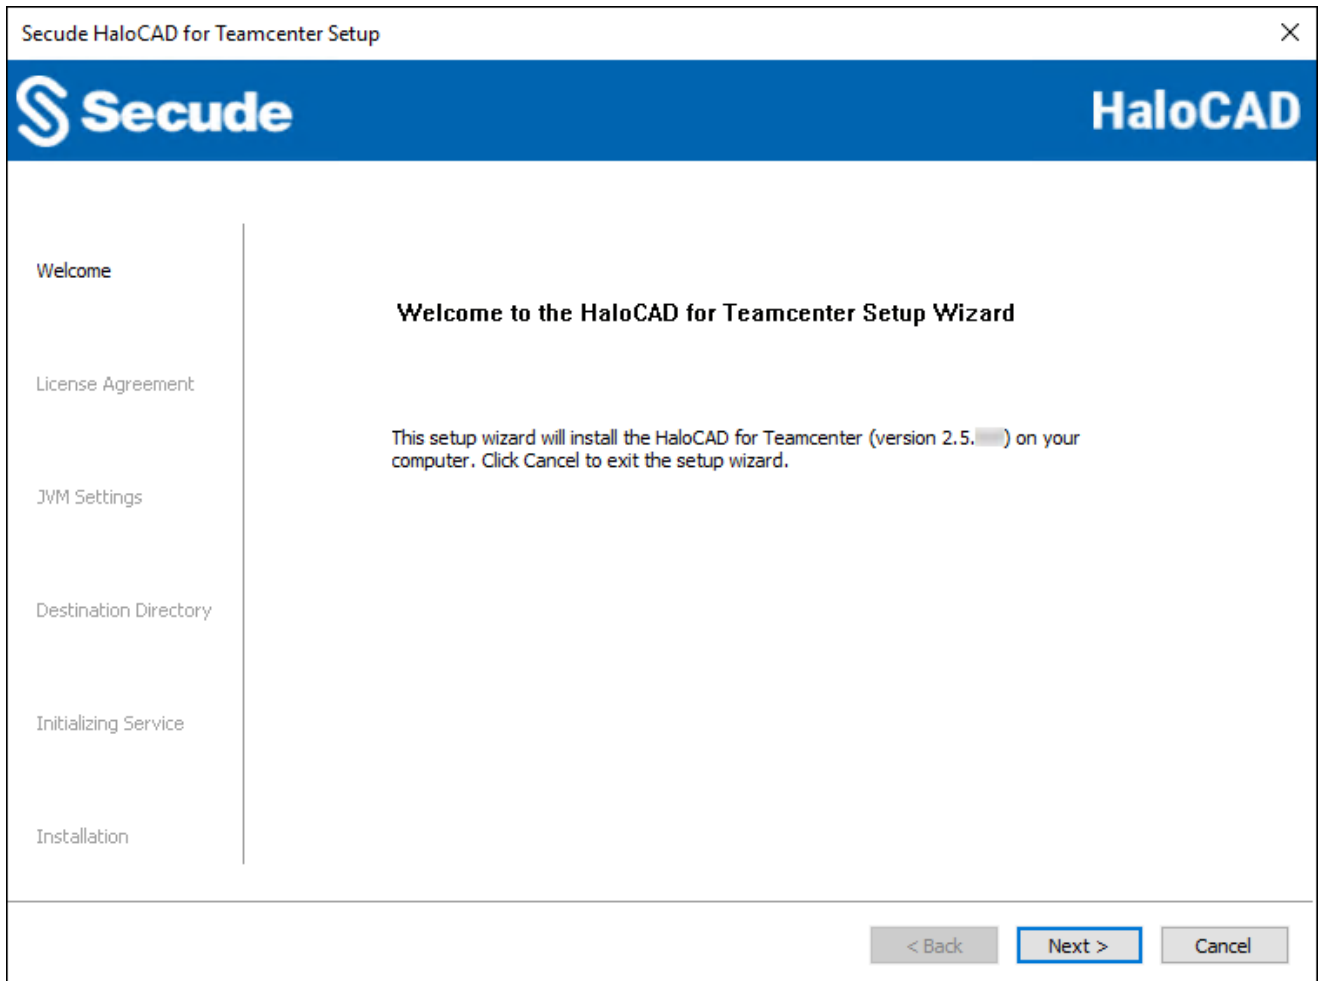 Secude HaloCAD for Teamcenter Setup
Secude
HaloCAD
Welcome
License Agreement
JVM Settings
Destination Directory
Initializing Service
Installation
Welcome to the HaloCAD for Teamcenter Setup Wizard
This setup wizard will install the HaloCAD for Teamcenter (version 2.5. ) on your
computer. Click Cancel to exit the setup wizard.
< Back
Next >
Cancel